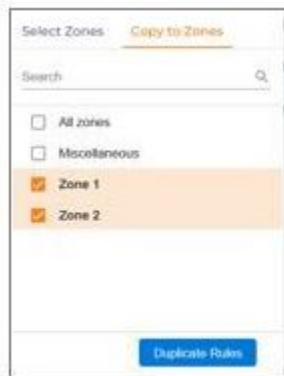 Select Zones Copy to Zones
Search
All zones
Miscellaneous
Zone 1
Zone 2
Duplicate Rules